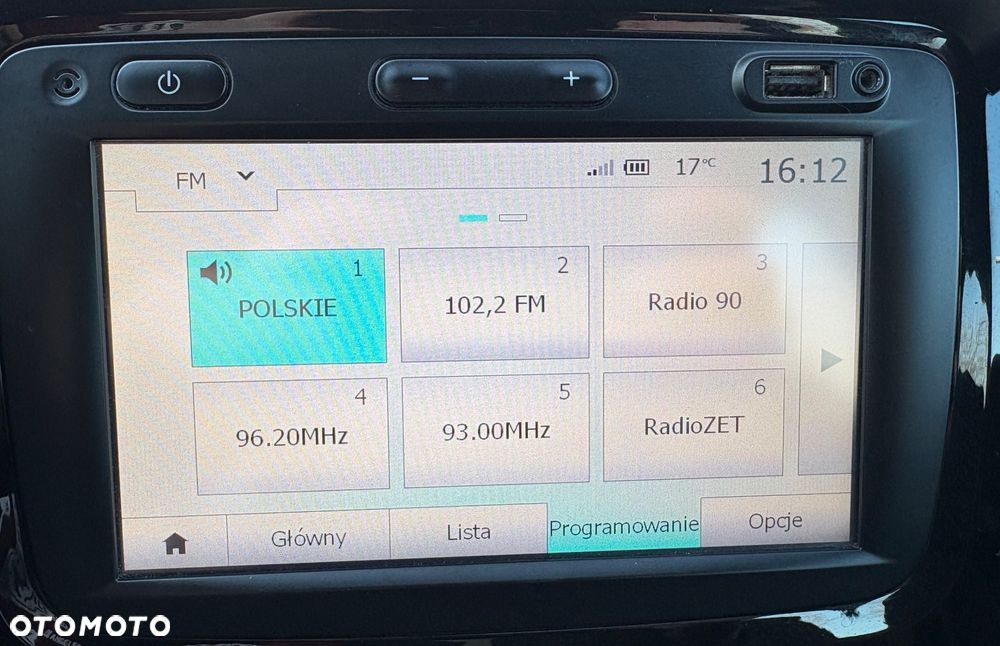 FM
17°C
16:12
1
POLSKIE
2
102,2 FM
3
Radio 90
4
96.20MHz
5
93.00MHz
6
RadioZET
Główny
Lista
Programowanie
Opcje
OTOMOTO